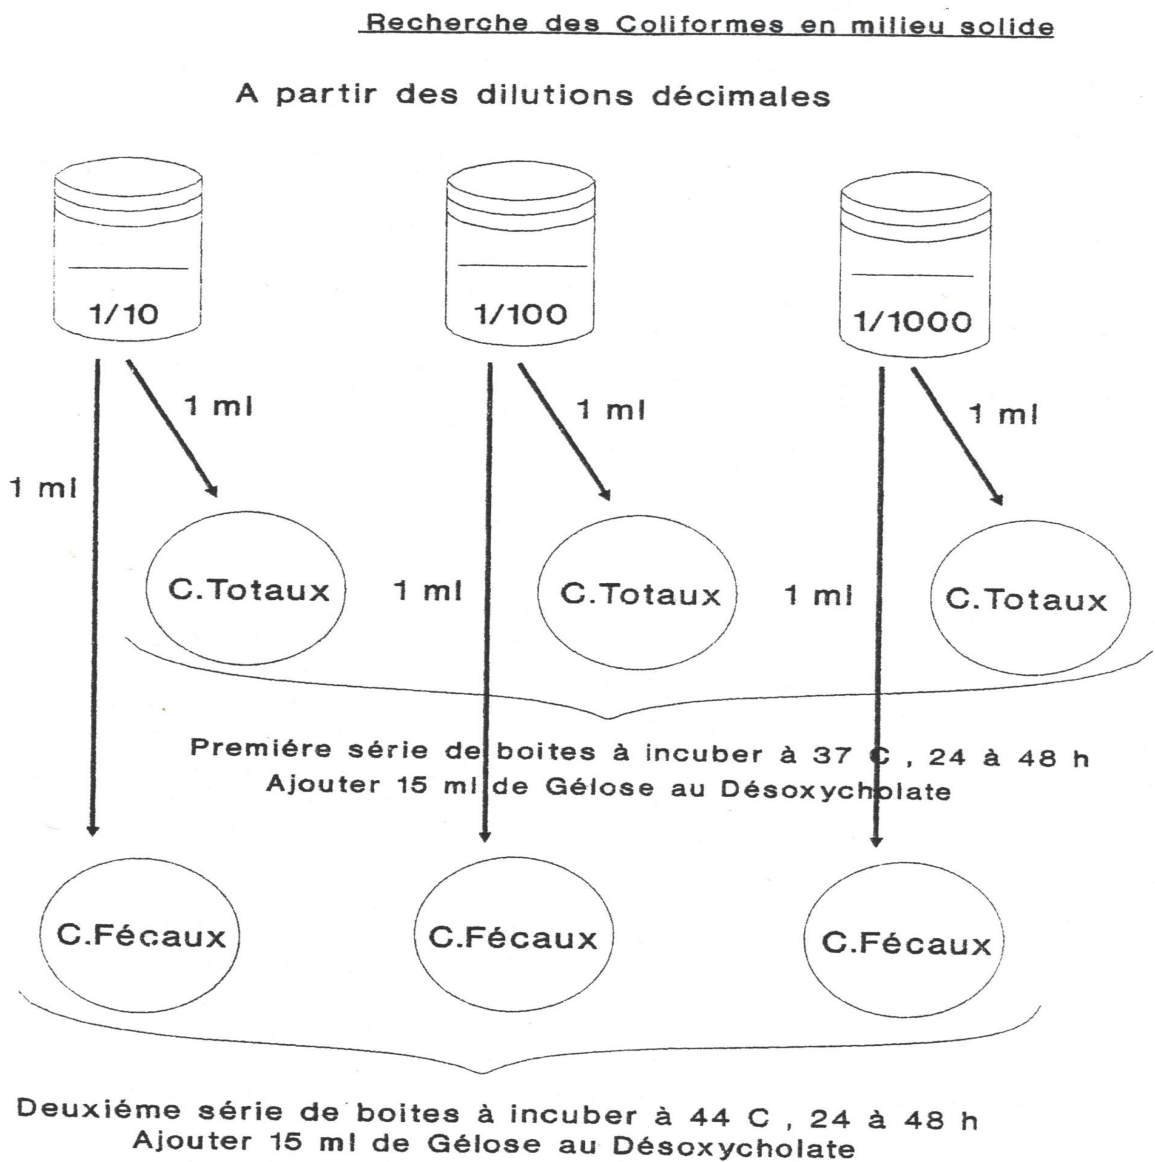 Recherche des Coliformes en milieu solide
A partir des dilutions décimales
1/10
1/100
1/1000
1 ml
1 ml
1 ml
1 ml
C.Totaux
1 ml
C.Totaux
1 ml
C.Totaux
Premiére série de boites à incuber à 37 C , 24 à 48 h
Ajouter 15 ml de Gélose au Désoxycholate
C.Fécaux
C.Fécaux
C.Fécaux
Deuxiéme série de boites à incuber à 44 C , 24 à 48 h
Ajouter 15 ml de Gélose au Désoxycholate